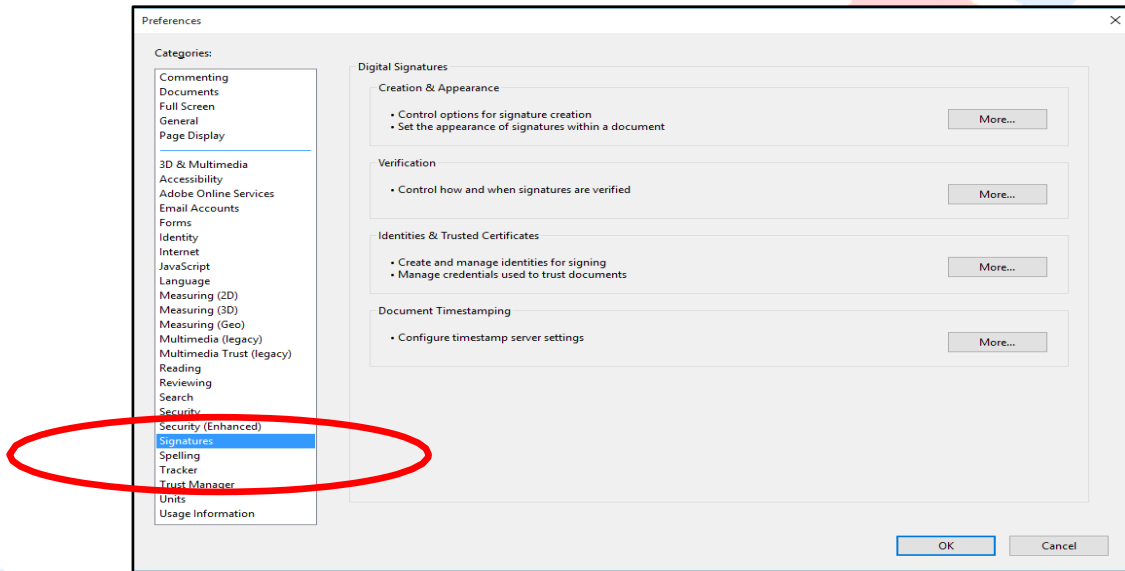 Preferences
Categories:
Commenting
Documents
Full Screen
General
Page Display
3D & Multimedia
Accessibility
Adobe Online Services
Email Accounts
Forms
Identity
Internet
JavaScript
Language
Measuring (2D)
Measuring (3D)
Measuring (Geo)
Multimedia (legacy)
Multimedia Trust (legacy)
Reading
Reviewing
Search
Security
Security (Enhanced)
Signatures
Spelling
Tracker
Trust Manager
Units
Usage Information
Digital Signatures
Creation & Appearance
• Control options for signature creation
• Set the appearance of signatures within a document
More...
Verification
• Control how and when signatures are verified
More...
Identities & Trusted Certificates
• Create and manage identities for signing
• Manage credentials used to trust documents
More...
Document Timestamping
• Configure timestamp server settings
More...
OK
Cancel